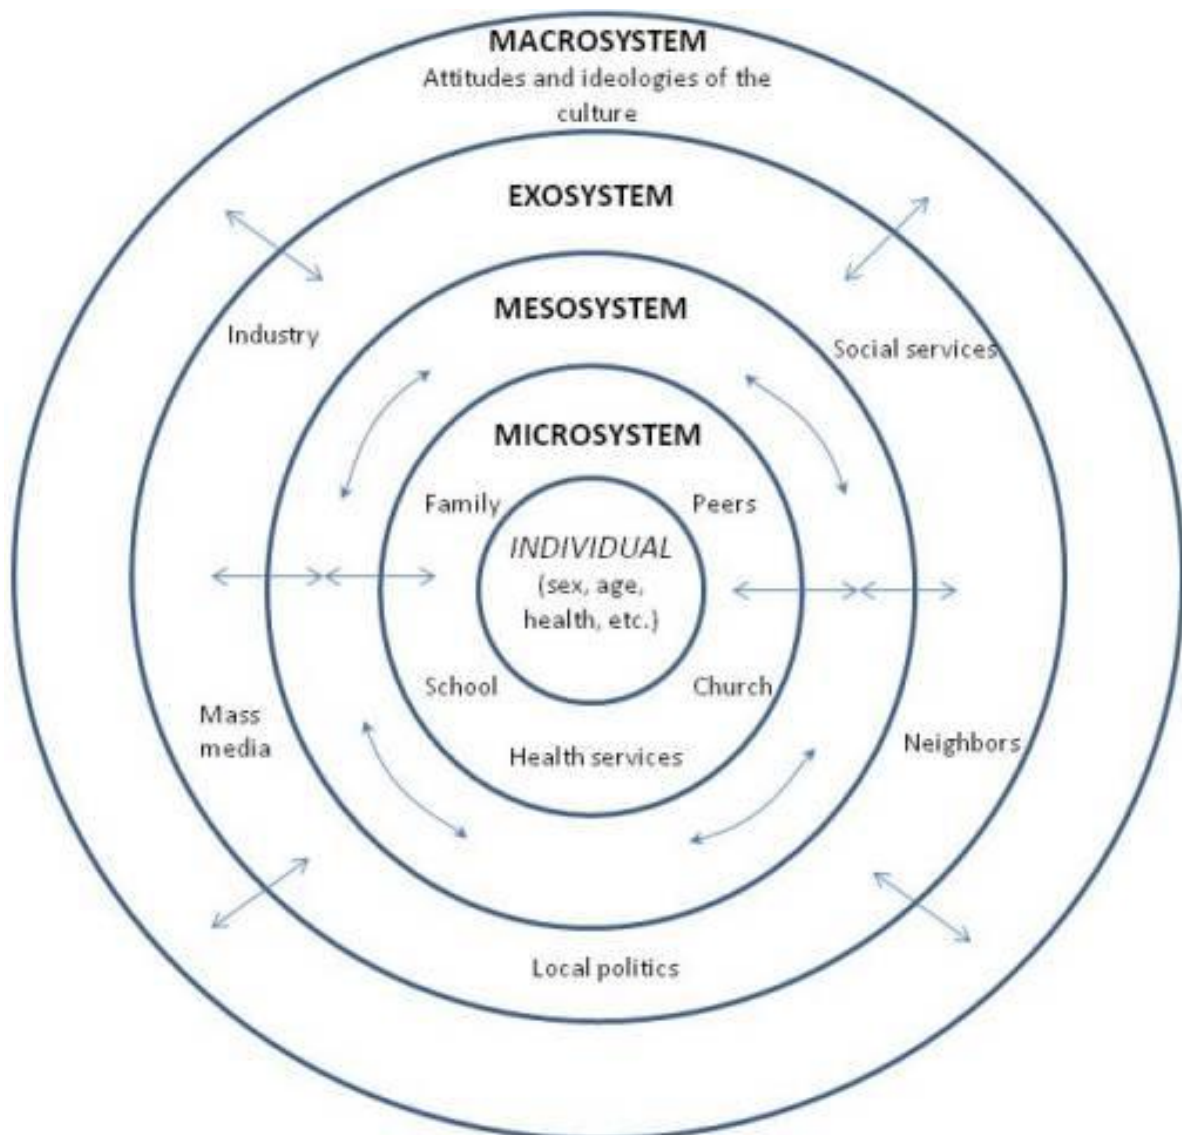 MACROSYSTEM
Attitudes and ideologies of the
culture
EXOSYSTEM
MESOSYSTEM
Industry
Social services
MICROSYSTEM
Family
Peers
INDIVIDUAL
(sex, age,
health, etc.)
School
Church
Mass
media
Neighbors
Health services
Local politics